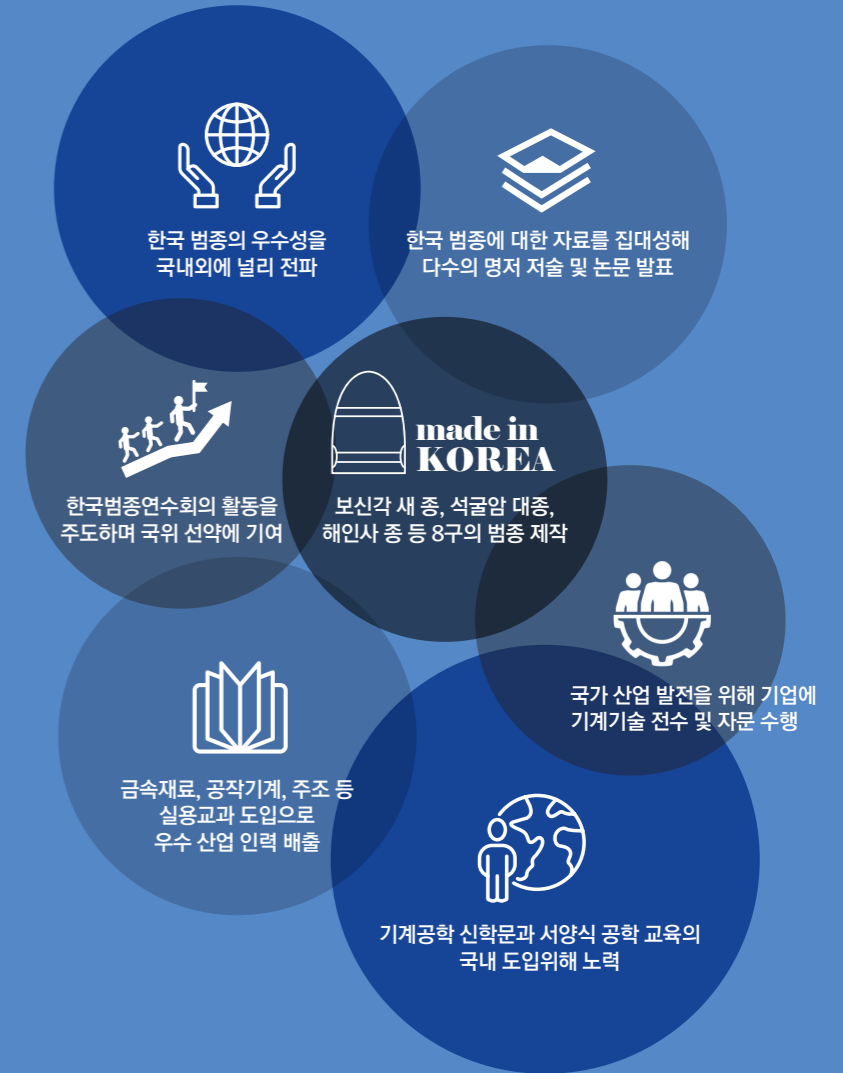 한국 범종의 우수성을
국내외에 널리 전파
한국 범종에 대한 자료를 집대성해
다수의 명저 저술 및 논문 발표
한국범종연수회의 활동을
주도하며 국위 선약에 기여
made in
KOREA
보신각 새 종, 석굴암 대종,
해인사 종 등 8구의 범종 제작
국가 산업 발전을 위해 기업에
기계기술 전수 및 자문 수행
금속재료, 공작기계, 주조 등
실용교과 도입으로
우수 산업 인력 배출
기계공학 신학문과 서양식 공학 교육의
국내 도입위해 노력